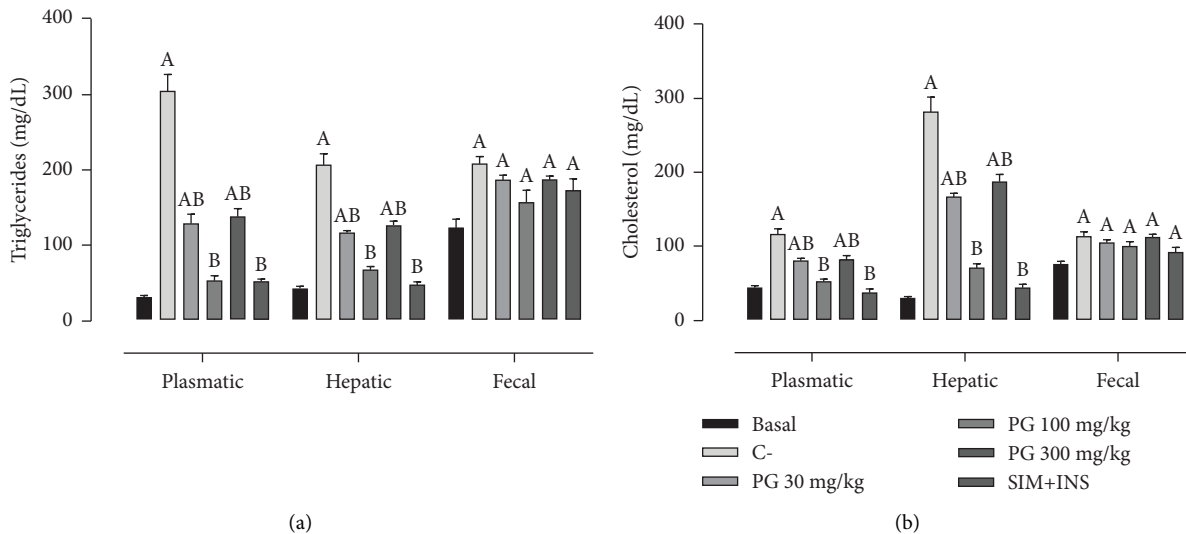 400
300
200
100
0
Triglycerides (mg/dL)
A
AB
B
AB
B
A
AB
B
AB
B
A
A
A
A
A
Plasmatic
Hepatic
Fecal
(a)
400
300
200
100
0
Cholesterol (mg/dL)
A
AB
B
AB
B
A
AB
B
AB
B
A
A
A
A
A
Plasmatic
Hepatic
Fecal
Basal
C-
PG 30 mg/kg
PG 100 mg/kg
PG 300 mg/kg
SIM+INS
(b)